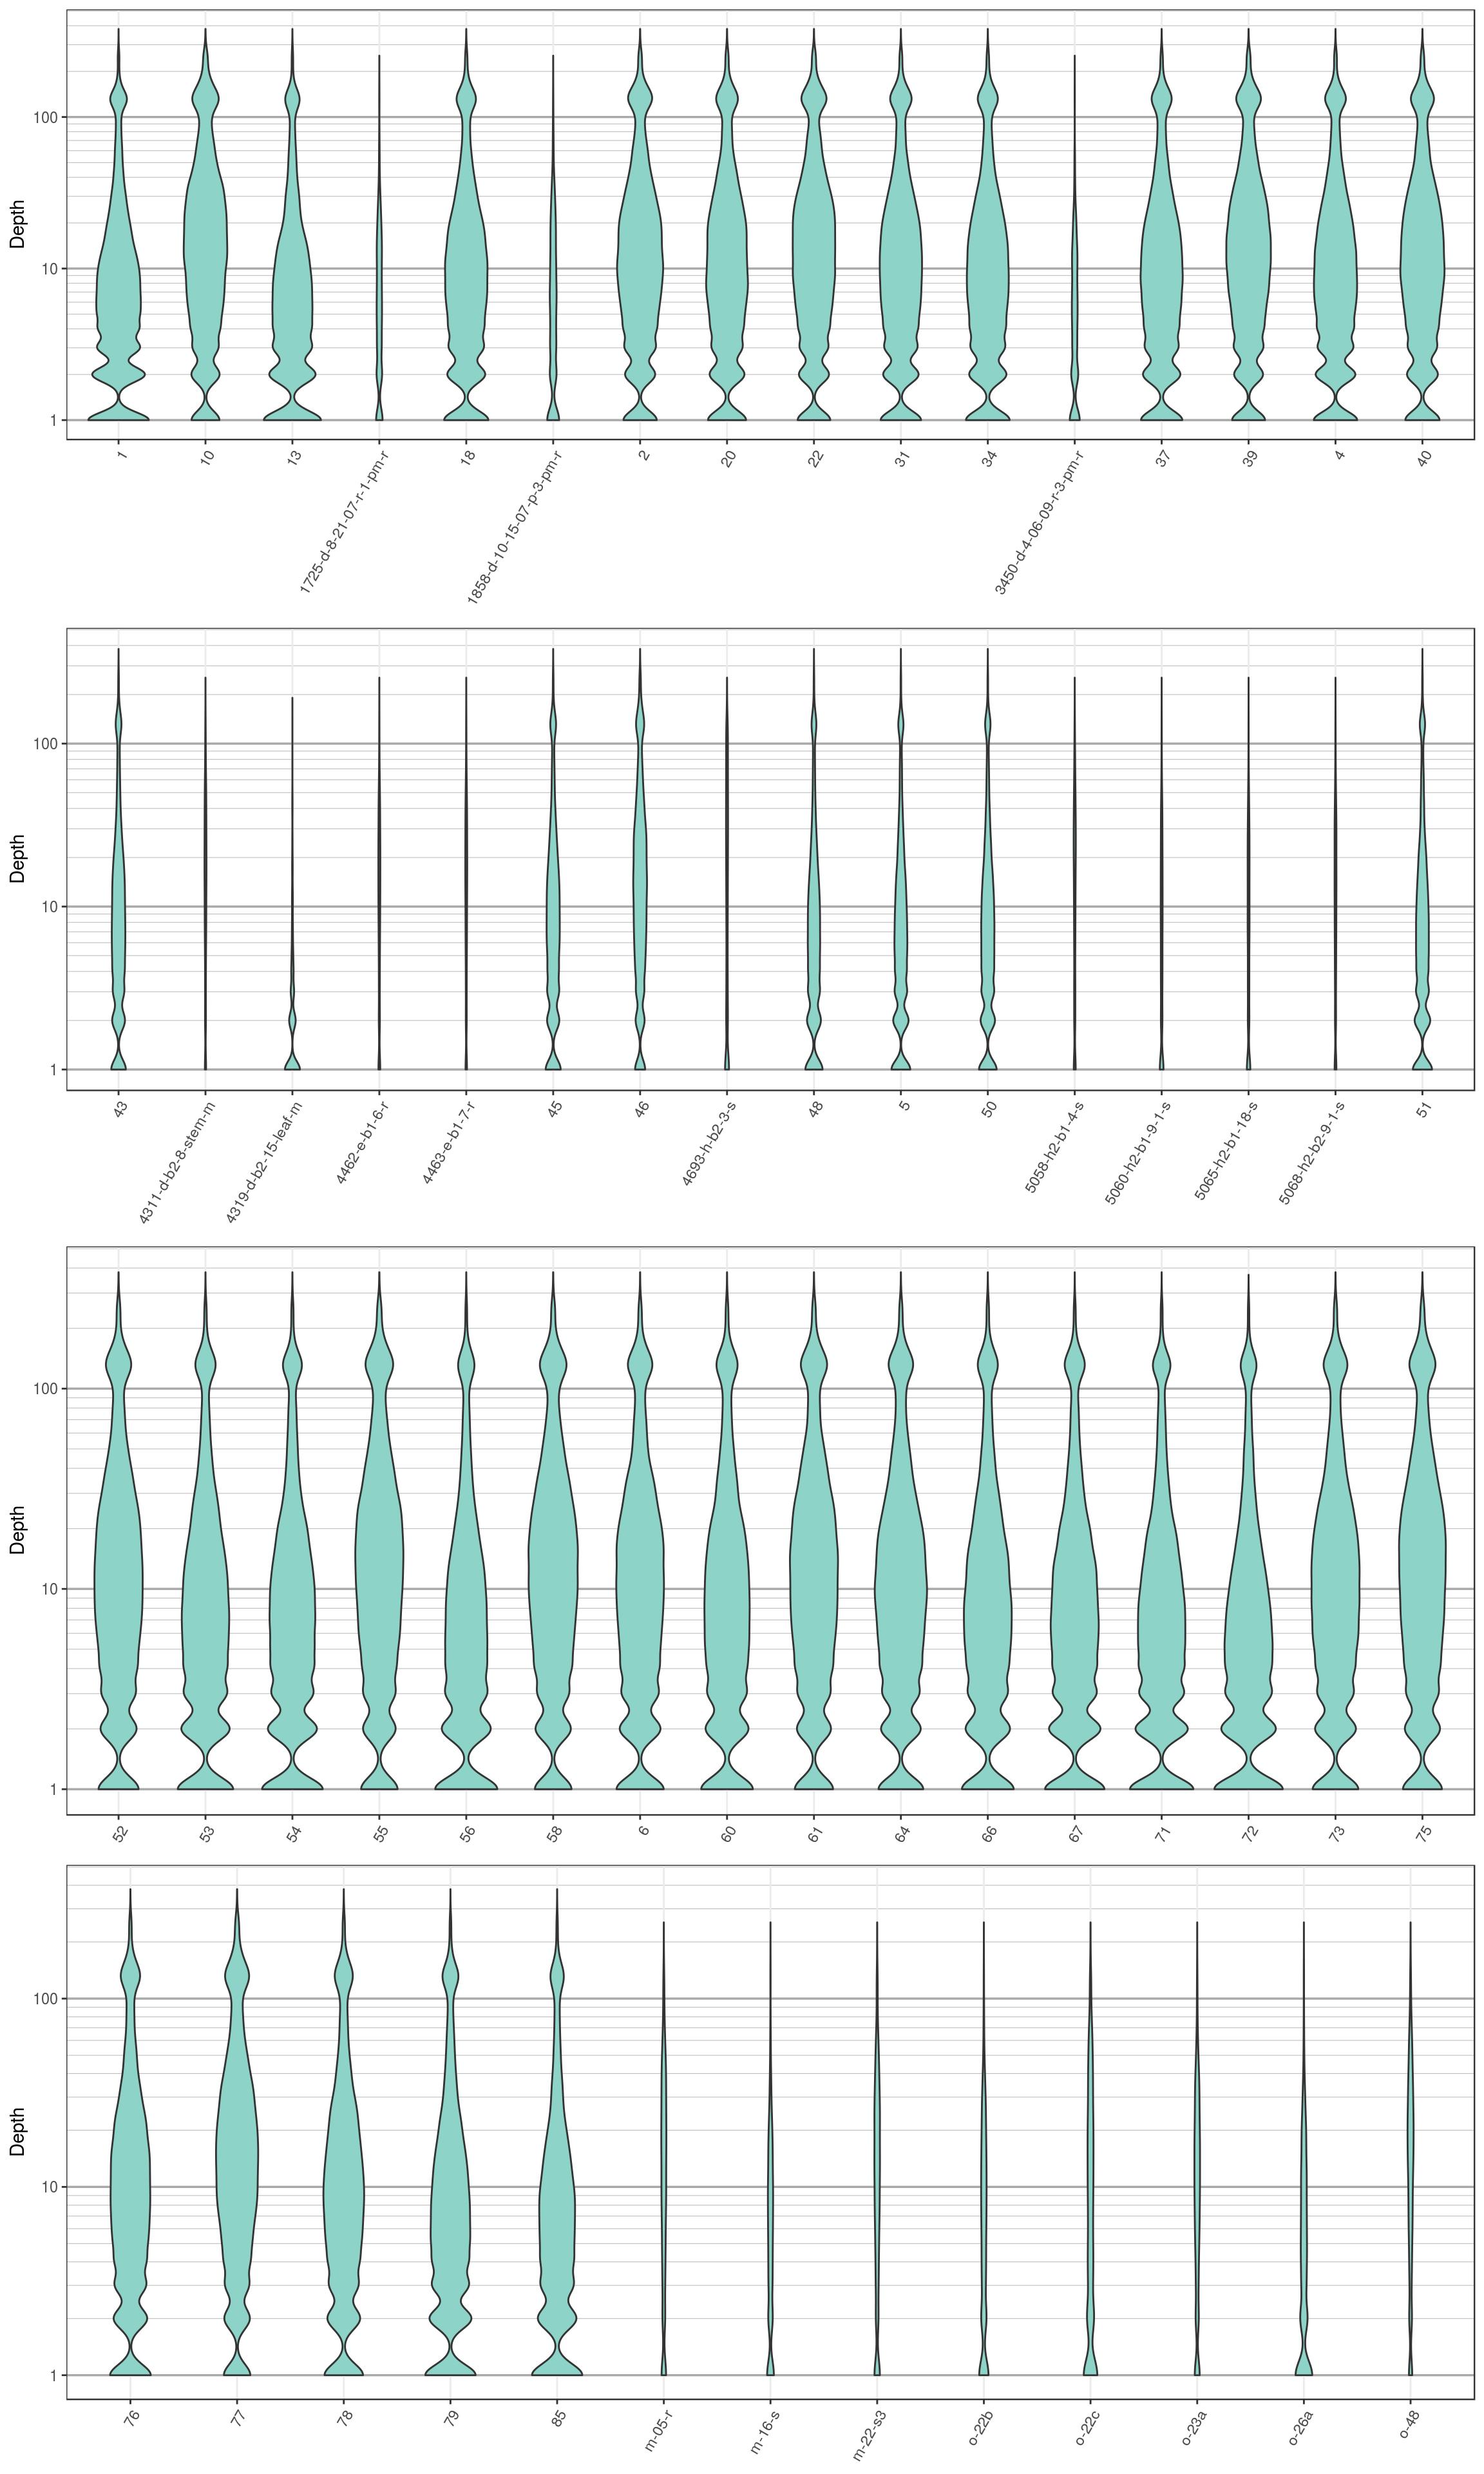 Depth
100
10
1
1 10 13 1725-d-8-21-07-r-1-pm-r 18 1858-d-10-15-07-p-3-pm-r 2 20 22 31 34 3450-d-4-06-09-r-3-pm-r 37 39 4 40
Depth
100
10
1
43 4311-d-b2-8-stem-m 4319-d-b2-15-leaf-m 4462-e-b1-6-r 4463-e-b1-7-r 45 46 4693-h-b2-3-s 48 5 50 5058-h2-b1-4-s 5060-h2-b1-9-1-s 5065-h2-b1-18-s 5068-h2-b2-9-1-s 51
Depth
100
10
1
52 53 54 55 56 58 6 60 61 64 66 67 71 72 73 75
Depth
100
10
1
76 77 78 79 85 m-05-r m-16-s m-22-s3 o-22b o-22c o-23a o-26a o-48